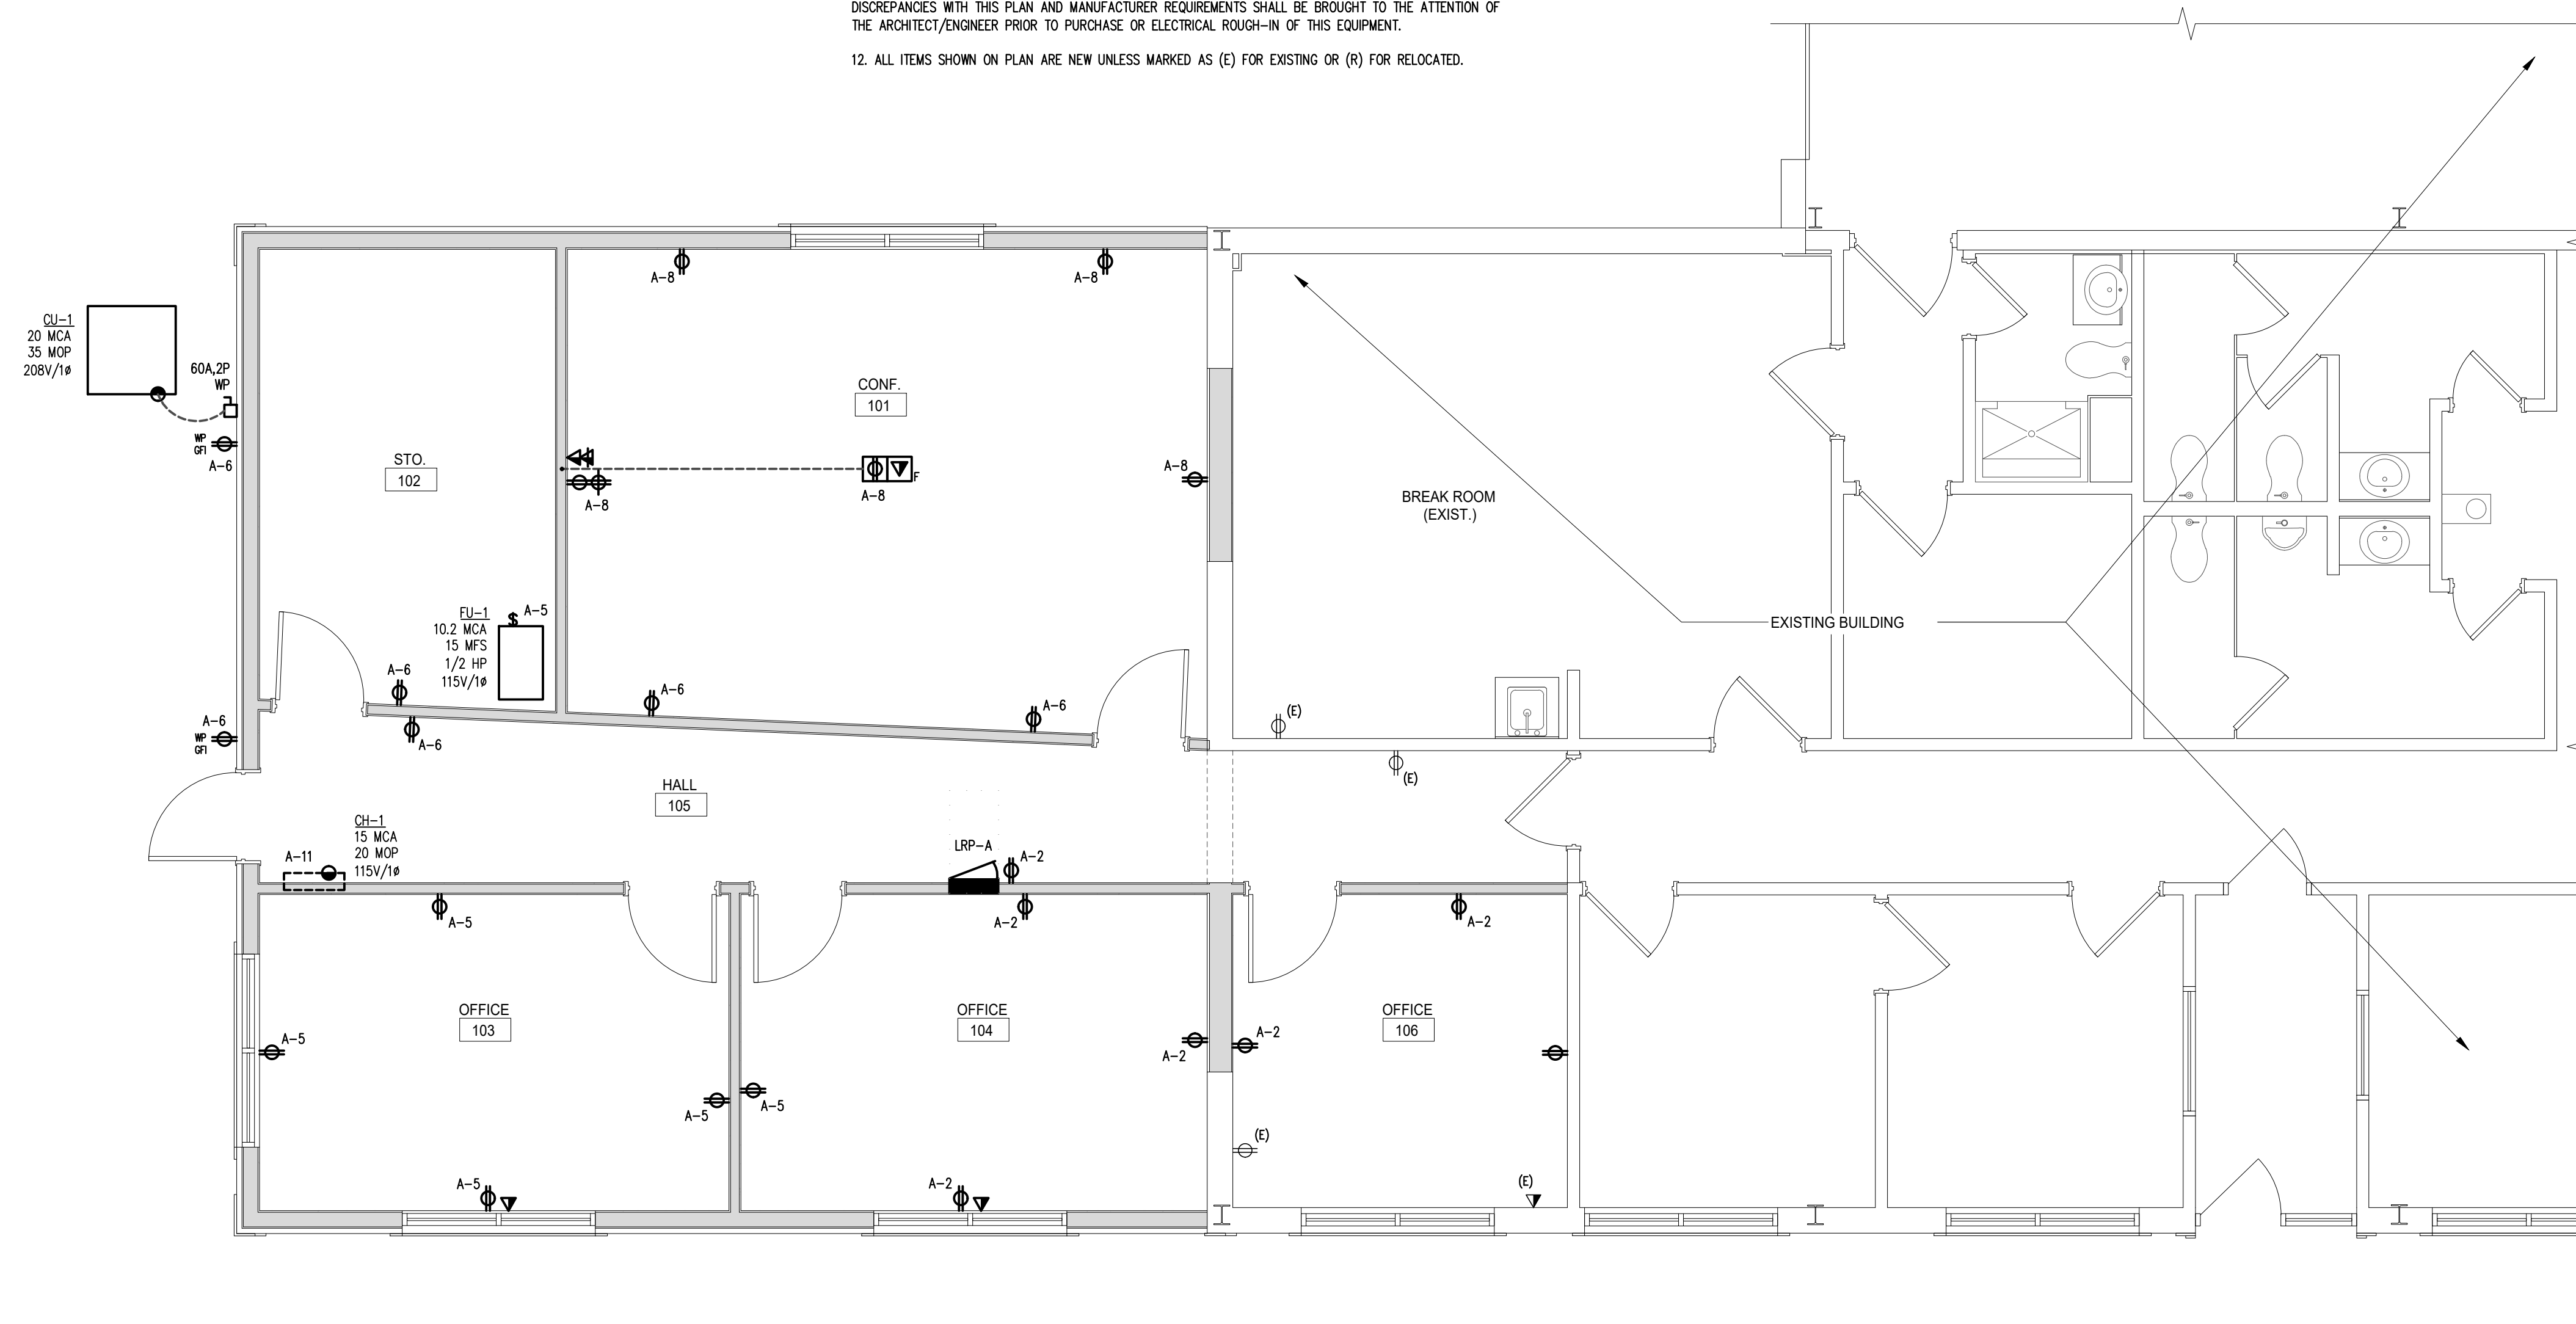 DISCREPANCIES WITH THIS PLAN AND MANUFACTURER REQUIREMENTS SHALL BE BROUGHT TO THE ATTENTION OF
THE ARCHITECT/ENGINEER PRIOR TO PURCHASE OR ELECTRICAL ROUGH-IN OF THIS EQUIPMENT.
12. ALL ITEMS SHOWN ON PLAN ARE NEW UNLESS MARKED AS (E) FOR EXISTING OR (R) FOR RELOCATED.
A-8
A-8
CU-1
20 MCA
35 MOP
208V/1ø
60A,2P
WP
WP
GFI
A-6
STO.
102
CONF.
101
A-8
A-8
F
A-8
BREAK ROOM
(EXIST.)
EXISTING BUILDING
FU-1
10.2 MCA
15 MFS
1/2 HP
115V/1ø
$
A-5
A-6
A-6
A-6
A-6
A-6
WP
GFI
(E)
(E)
HALL
105
CH-1
15 MCA
20 MOP
115V/1ø
A-11
LRP-A
A-2
A-5
A-2
A-2
OFFICE
103
OFFICE
104
OFFICE
106
A-5
A-2
A-2
A-5
A-5
(E)
A-5
A-2
(E)